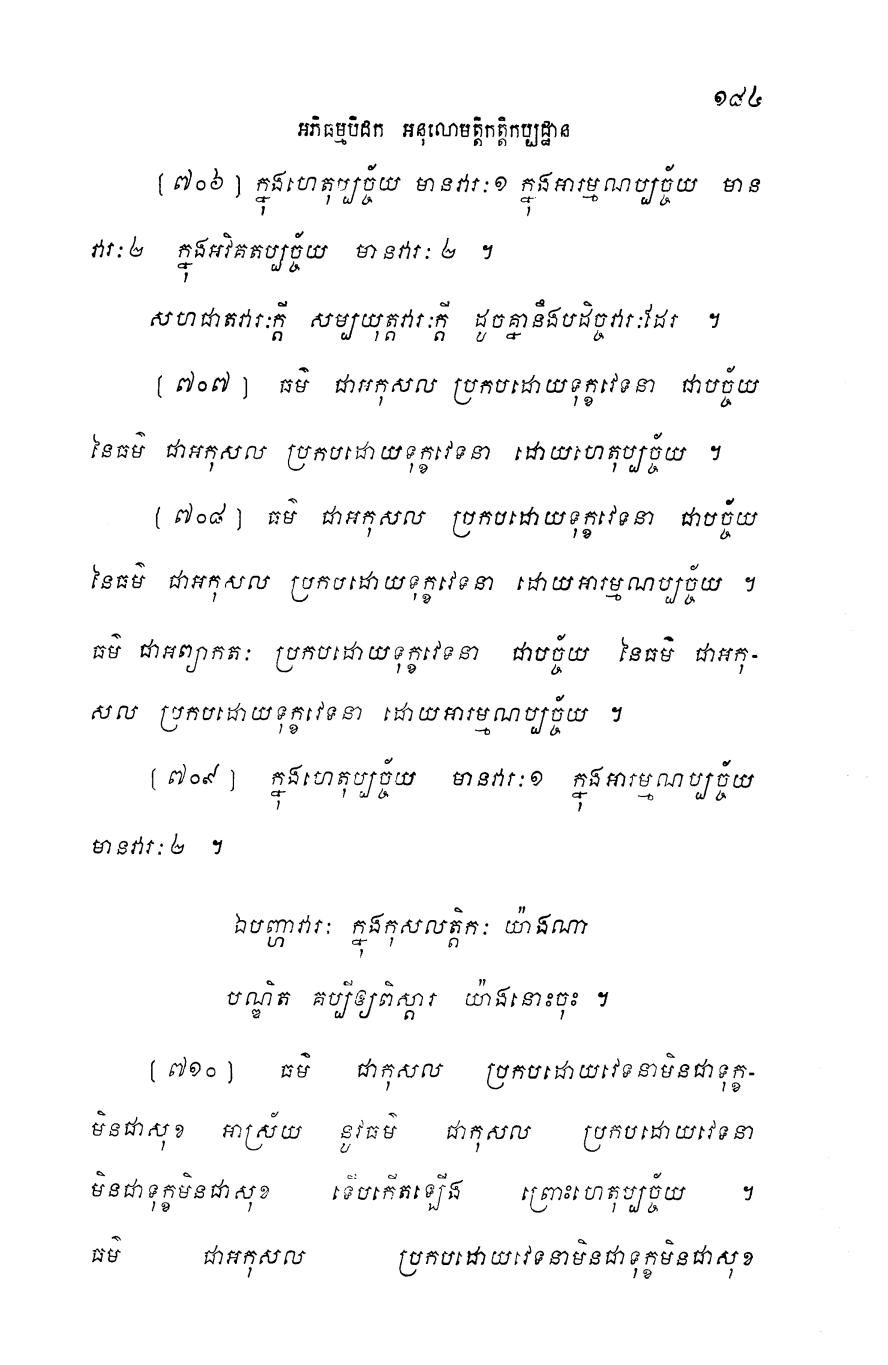 ១៩៤
អភិធម្មបិដក អនុលោមត្តិកត្តិកប្បដ្ឋាន
[៧០៦] ក្នុងហេតុប្បច្ច័យ មានវារៈ១ ក្នុងអារម្មណប្បច្ច័យ មាន
វារៈ២ ក្នុងអវិគតប្បច្ច័យ មានវារៈ២ ។
សហជាតវារៈក្តី សម្បយុត្តវារៈក្តី ដូចគ្នានឹងបដិច្ចវារៈដែរ ។
[៧០៧] ធម៌ ជាអកុសល ប្រកបដោយទុក្ខវេទនា ជាបច្ច័យ
នៃធម៌ ជាអកុសល ប្រកបដោយទុក្ខវេទនា ដោយហេតុប្បច្ច័យ ។
[៧០៨] ធម៌ ជាអកុសល ប្រកបដោយទុក្ខវេទនា ជាបច្ច័យ
នៃធម៌ ជាអកុសល ប្រកបដោយទុក្ខវេទនា ដោយអារម្មណប្បច្ច័យ ។
ធម៌ ជាអព្យាកតៈ ប្រកបដោយទុក្ខវេទនា ជាបច្ច័យ នៃធម៌ ជាអកុ-
សល ប្រកបដោយទុក្ខវេទនា ដោយអារម្មណប្បច្ច័យ ។
[៧០៩] ក្នុងហេតុប្បច្ច័យ មានវារៈ១ ក្នុងអារម្មណប្បច្ច័យ
មានវារៈ២ ។
ឯបញ្ហាវារៈ ក្នុងកុសលត្តិកៈ យ៉ាងណា
បណ្ឌិត គប្បីឲ្យពិស្តារ យ៉ាងនោះចុះ ។
[៧១០] ធម៌ ជាកុសល ប្រកបដោយវេទនាមិនជាទុក្ខ-
មិនជាសុខ អាស្រ័យ នូវធម៌ ជាកុសល ប្រកបដោយវេទនា
មិនជាទុក្ខមិនជាសុខ ទើបកើតឡើង ព្រោះហេតុប្បច្ច័យ ។
ធម៌ ជាអកុសល ប្រកបដោយវេទនាមិនជាទុក្ខមិនជាសុខ